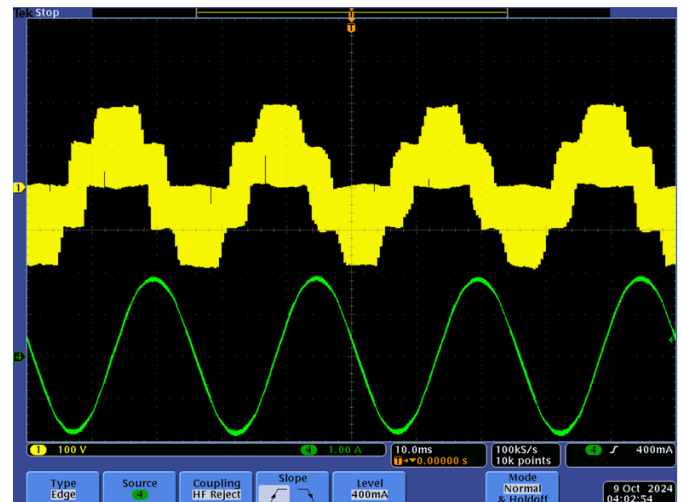 Tek Stop
T
T
1
4
1 100 V
4 1.00 A
10.0ms
T→▼0.00000 s
100kS/s
10k points
4 400mA
Type
Edge
Source
4
Coupling
HF Reject
Slope
Level
400mA
Mode
Normal
& Holdoff
9 Oct 2024
04:02:54